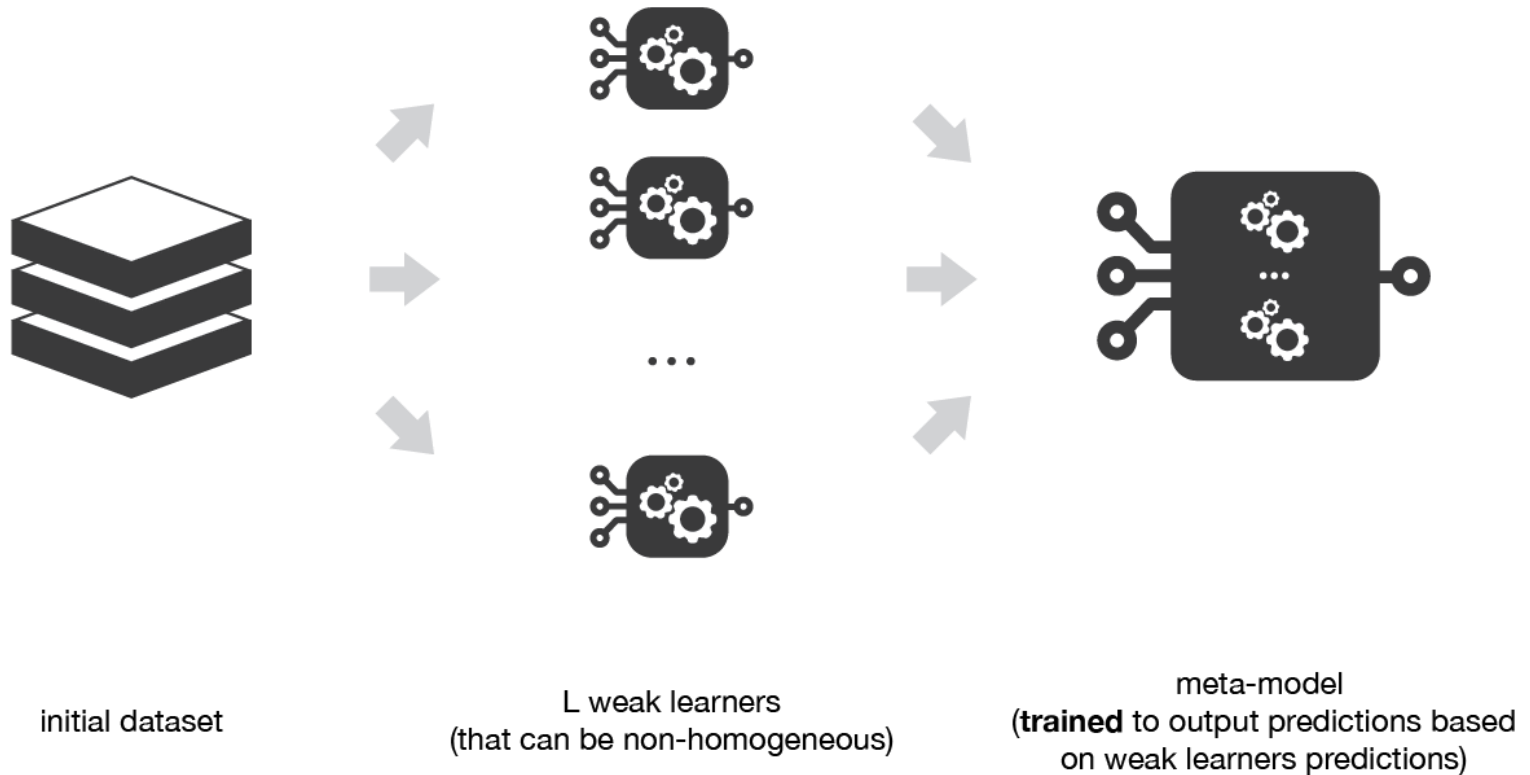 initial dataset
L weak learners
(that can be non-homogeneous)
meta-model
(trained to output predictions based
on weak learners predictions)